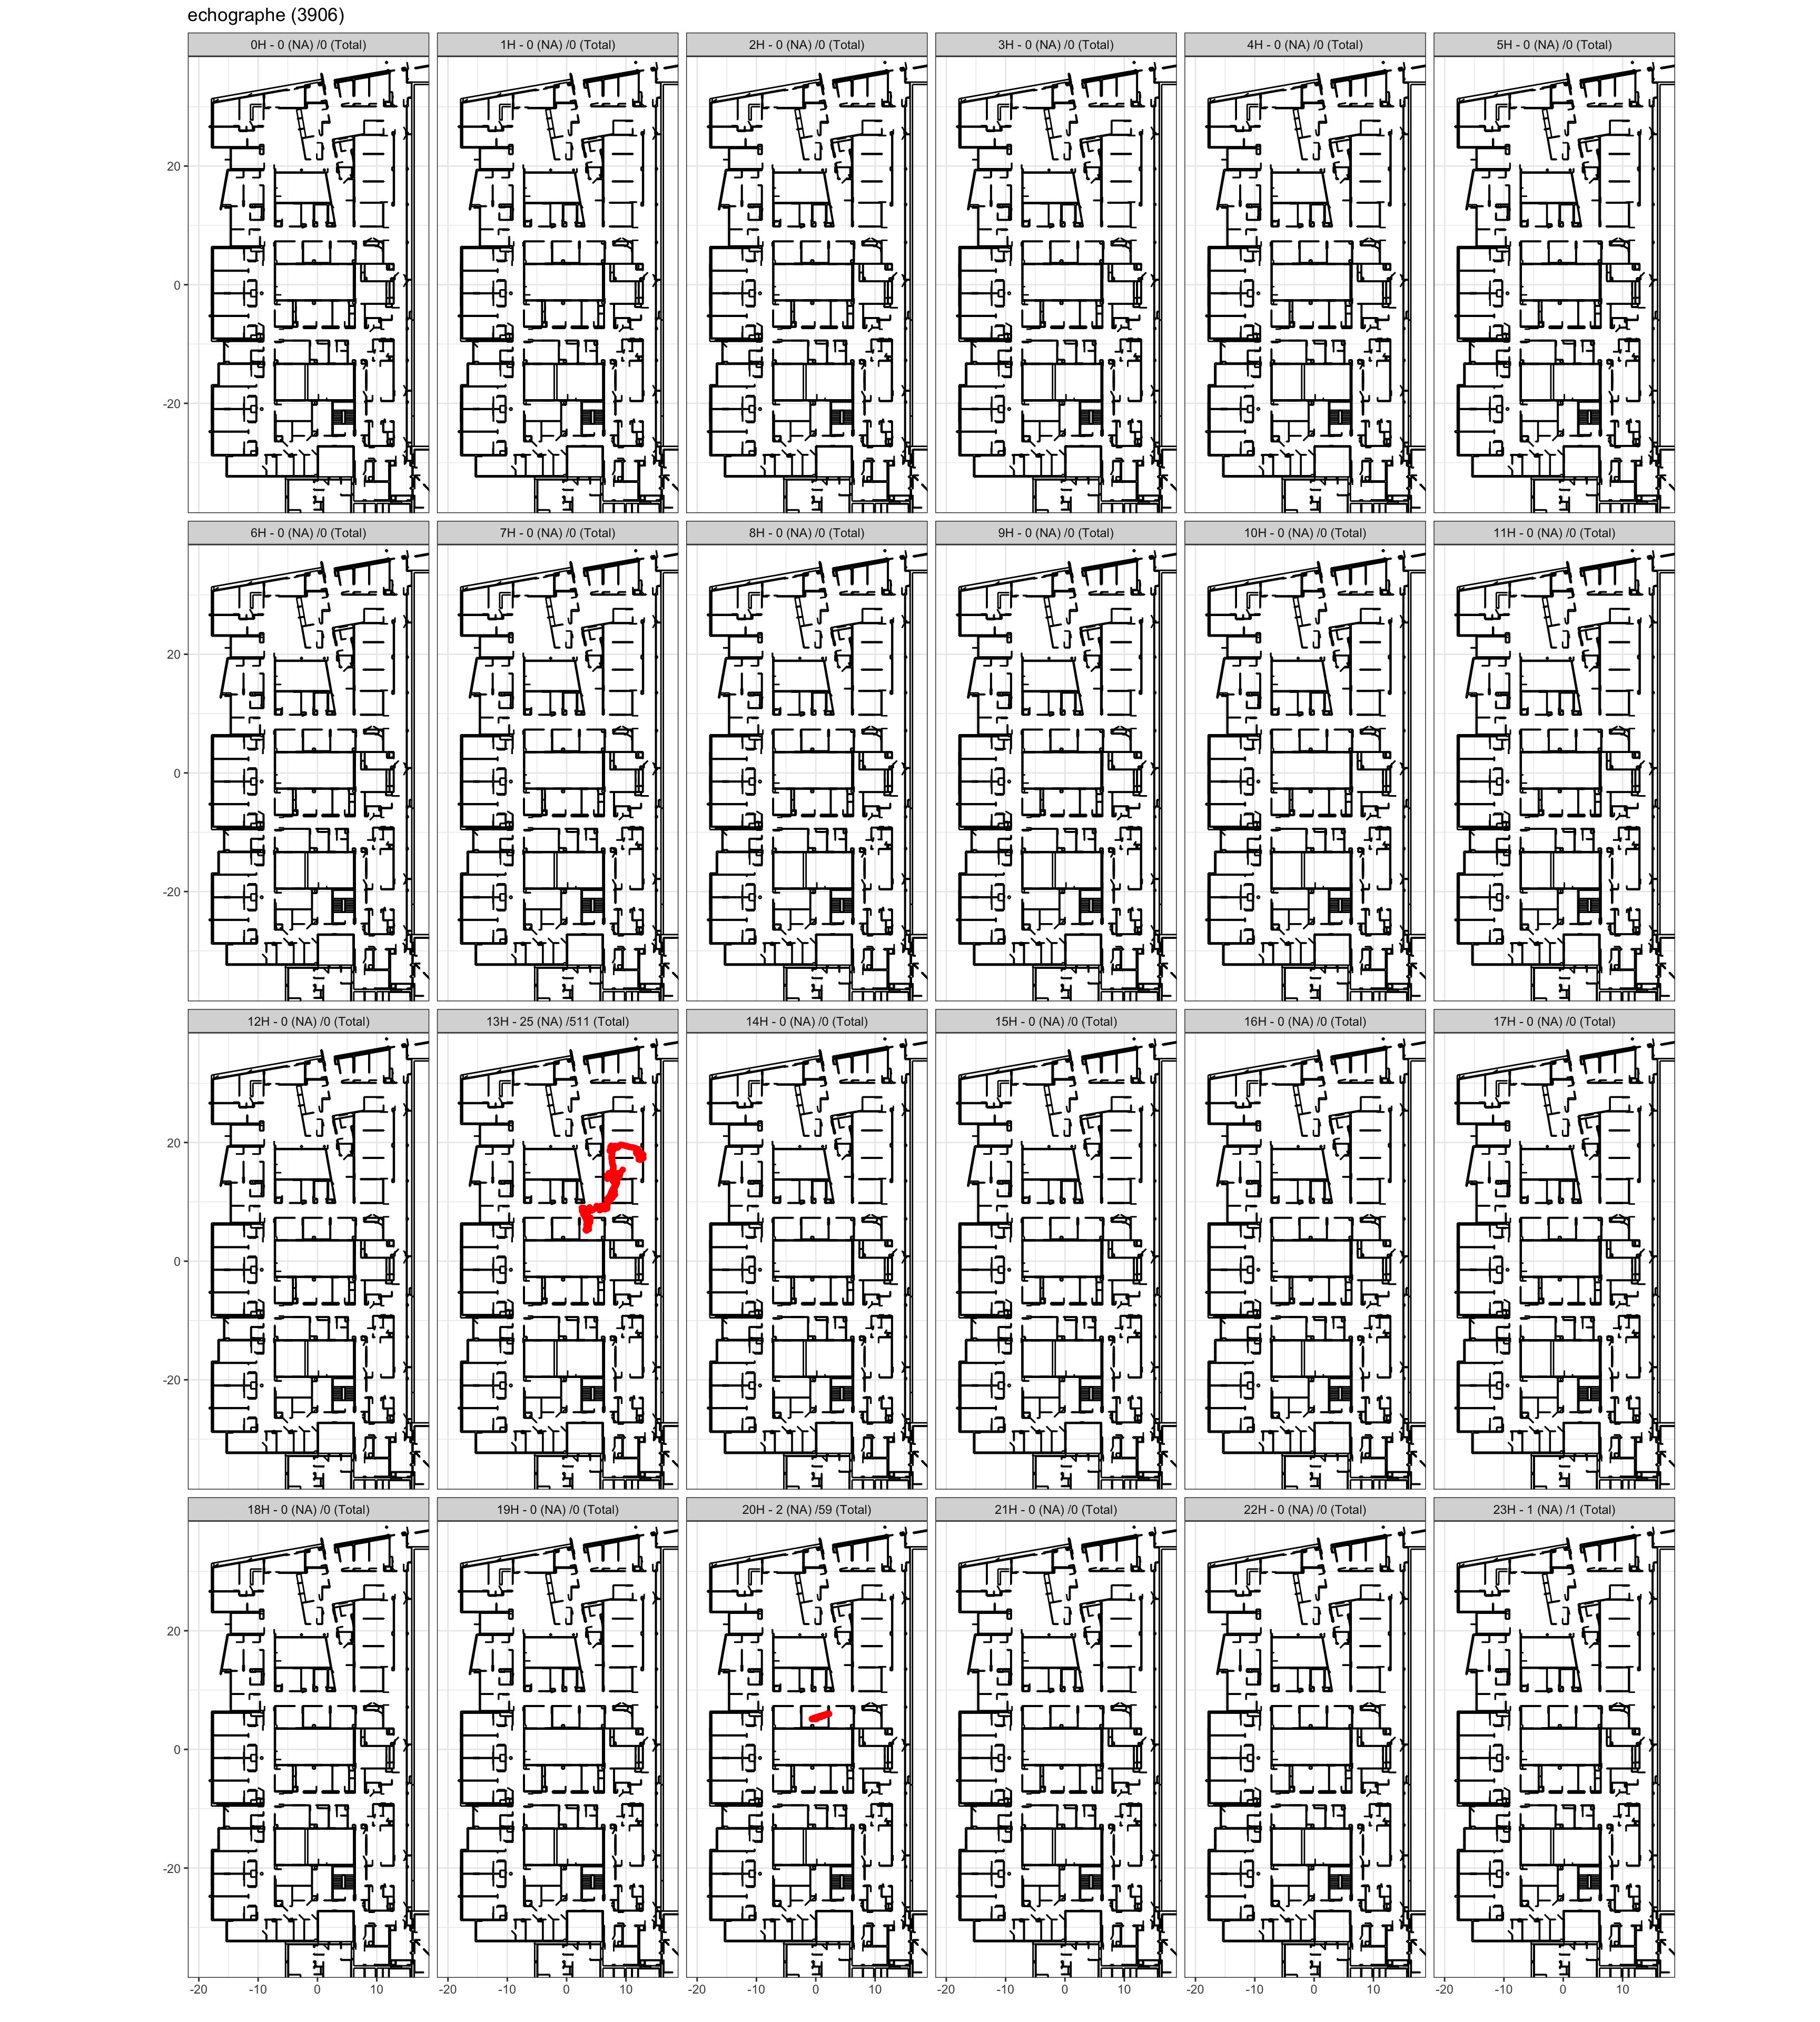 echographe (3906)
0H - 0 (NA) /0 (Total)
1H - 0 (NA) /0 (Total)
2H - 0 (NA) /0 (Total)
3H - 0 (NA) /0 (Total)
4H - 0 (NA) /0 (Total)
5H - 0 (NA) /0 (Total)
20
0
-20
6H - 0 (NA) /0 (Total)
7H - 0 (NA) /0 (Total)
8H - 0 (NA) /0 (Total)
9H - 0 (NA) /0 (Total)
10H - 0 (NA) /0 (Total)
11H - 0 (NA) /0 (Total)
20
0
-20
12H - 0 (NA) /0 (Total)
13H - 25 (NA) /511 (Total)
14H - 0 (NA) /0 (Total)
15H - 0 (NA) /0 (Total)
16H - 0 (NA) /0 (Total)
17H - 0 (NA) /0 (Total)
20
0
-20
18H - 0 (NA) /0 (Total)
19H - 0 (NA) /0 (Total)
20H - 2 (NA) /59 (Total)
21H - 0 (NA) /0 (Total)
22H - 0 (NA) /0 (Total)
23H - 1 (NA) /1 (Total)
20
0
-20
-20 -10 0 10
-20 -10 0 10
-20 -10 0 10
-20 -10 0 10
-20 -10 0 10
-20 -10 0 10